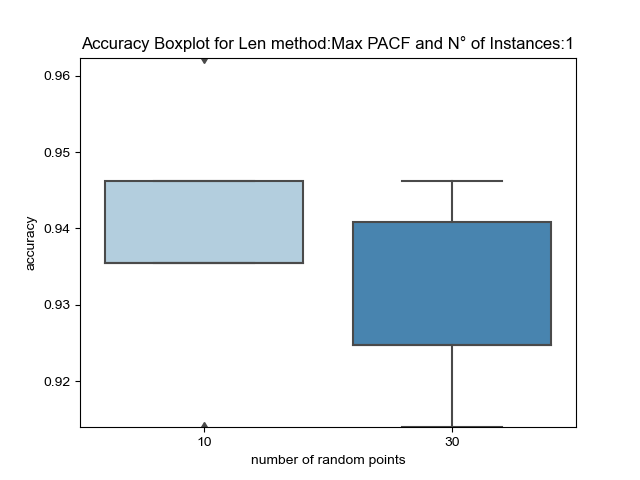 Accuracy Boxplot for Len method:Max PACF and N° of Instances:1
0.96
0.95
0.94
0.93
0.92
accuracy
10
30
number of random points